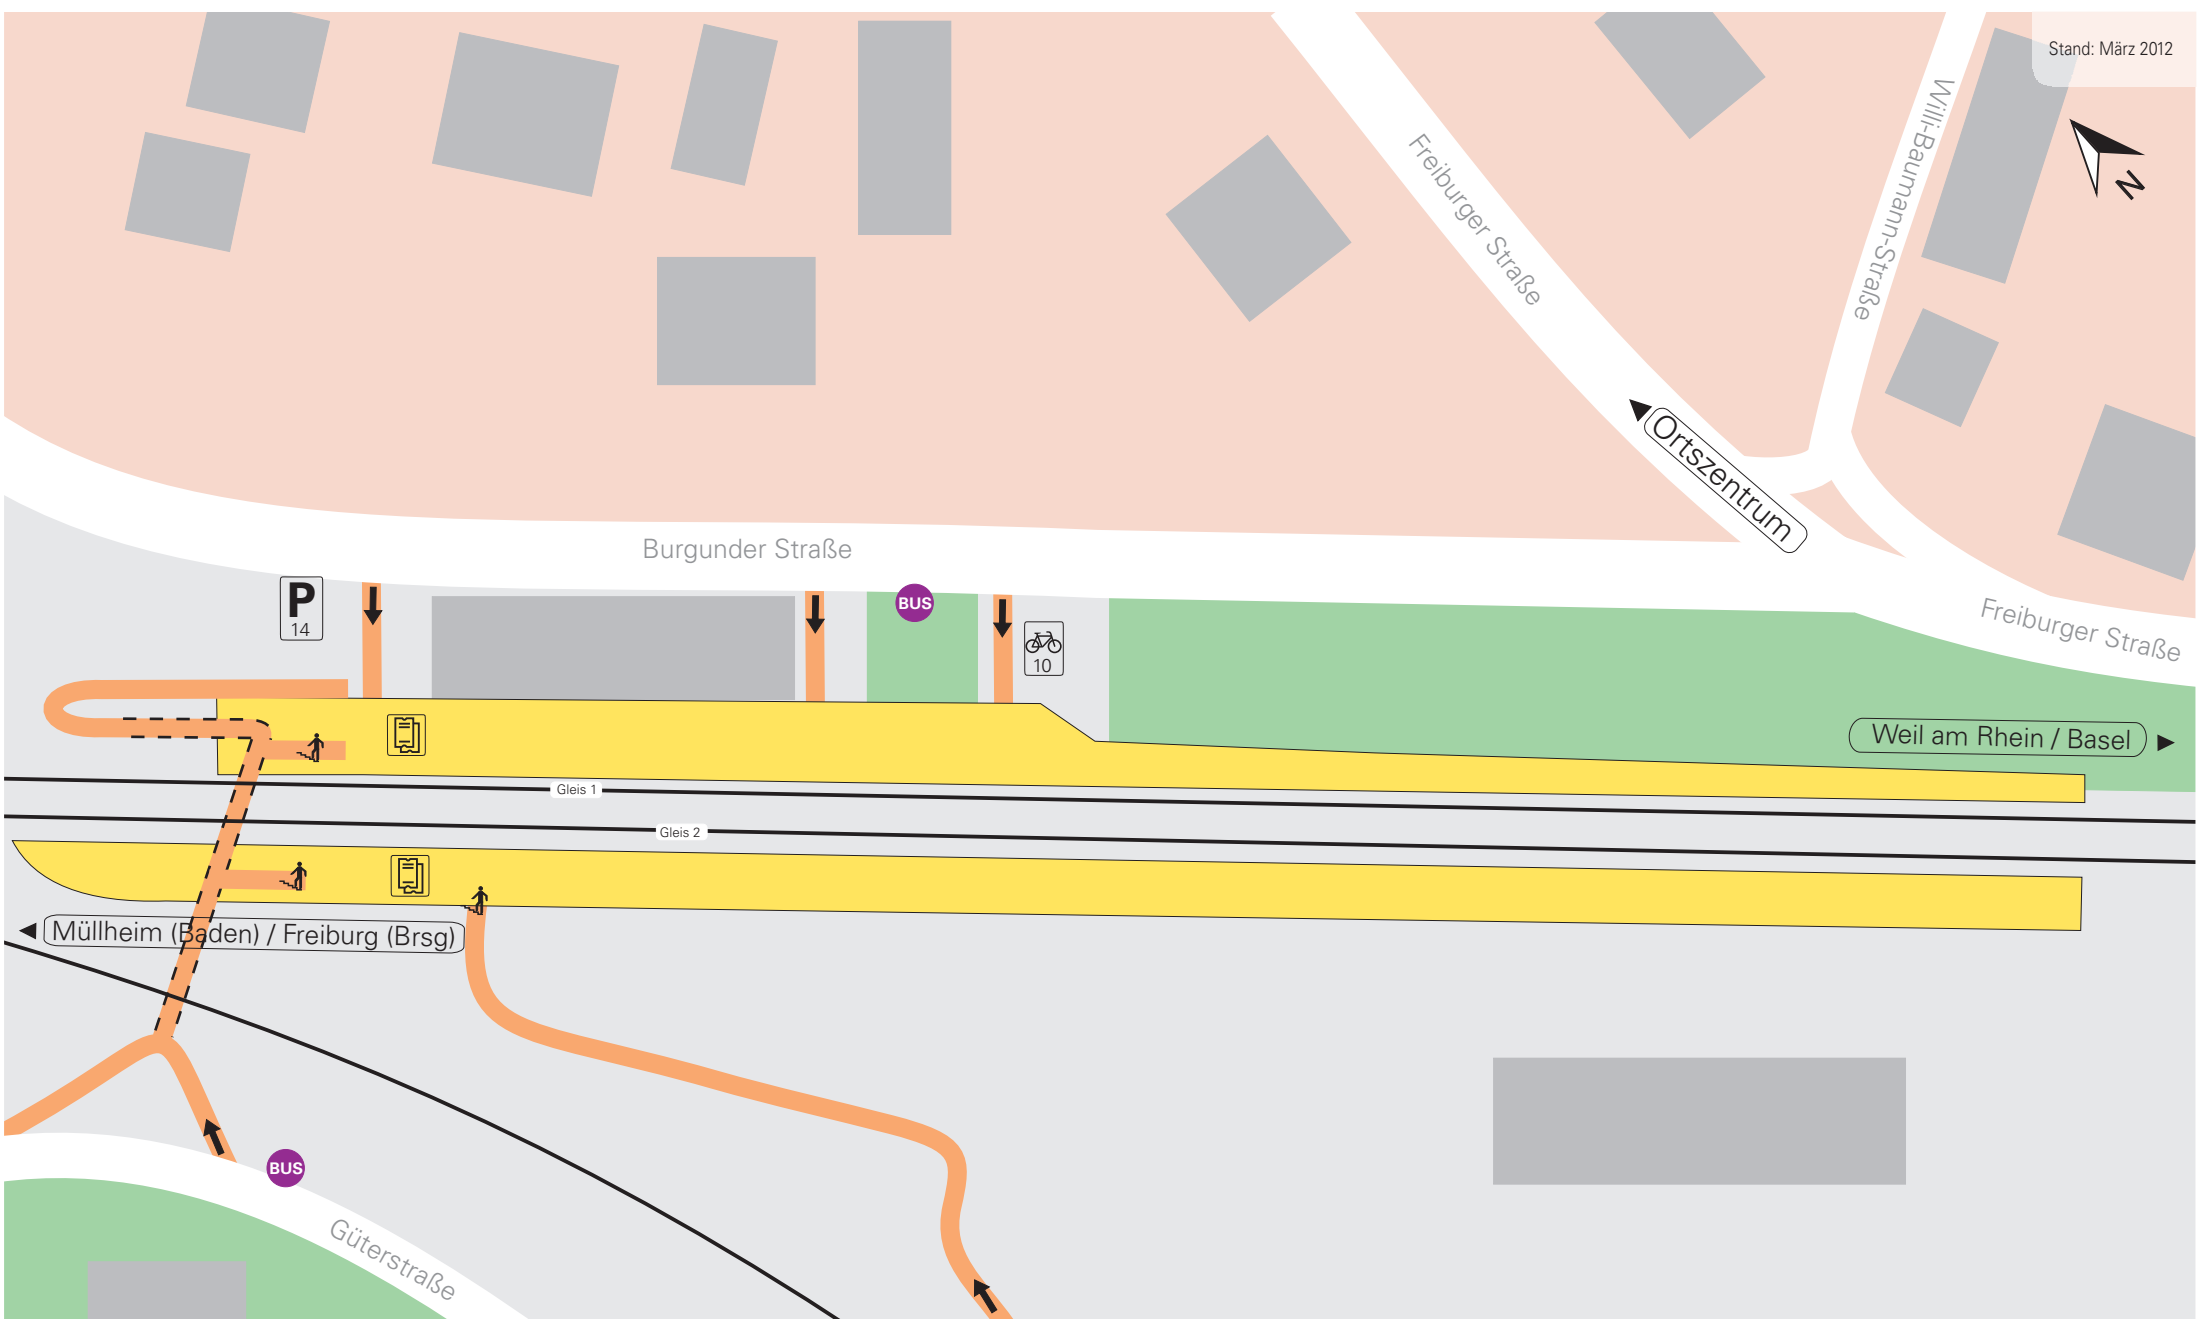 Stand: März 2012
Willi-Baumann-Straße
N
Freiburger Straße
Ortszentrum
Burgunder Straße
P
14
BUS
10
Freiburger Straße
Weil am Rhein / Basel
Gleis 1
Gleis 2
Müllheim (Baden) / Freiburg (Brsg)
BUS
Güterstraße